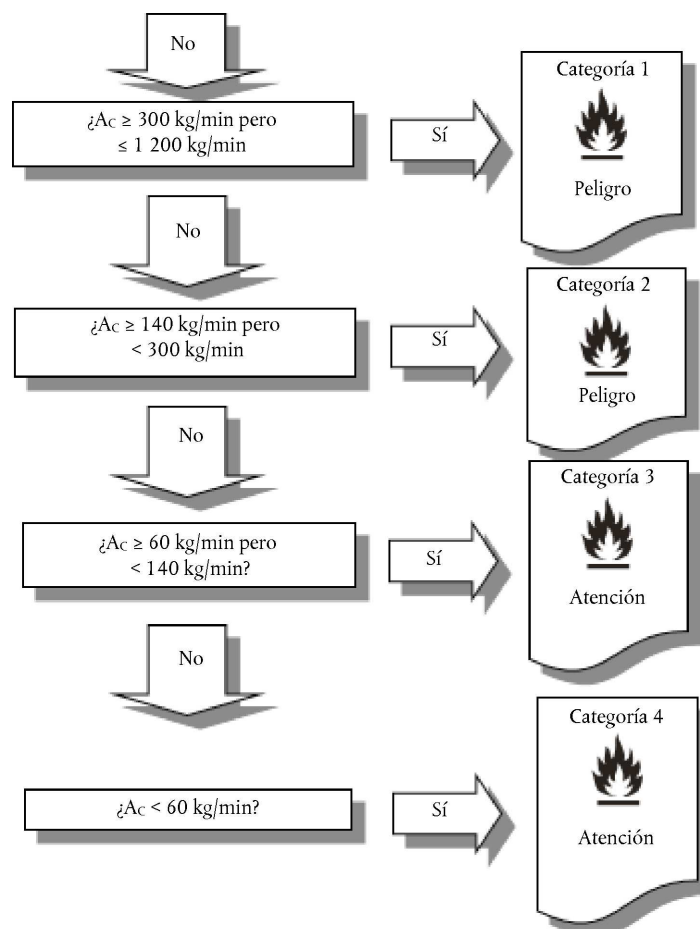 No
¿AC ≥ 300 kg/min pero
≤ 1 200 kg/min
Sí
Categoría 1
Peligro
No
¿AC ≥ 140 kg/min pero
< 300 kg/min
Sí
Categoría 2
Peligro
No
¿AC ≥ 60 kg/min pero
< 140 kg/min?
Sí
Categoría 3
Atención
No
¿AC < 60 kg/min?
Sí
Categoría 4
Atención